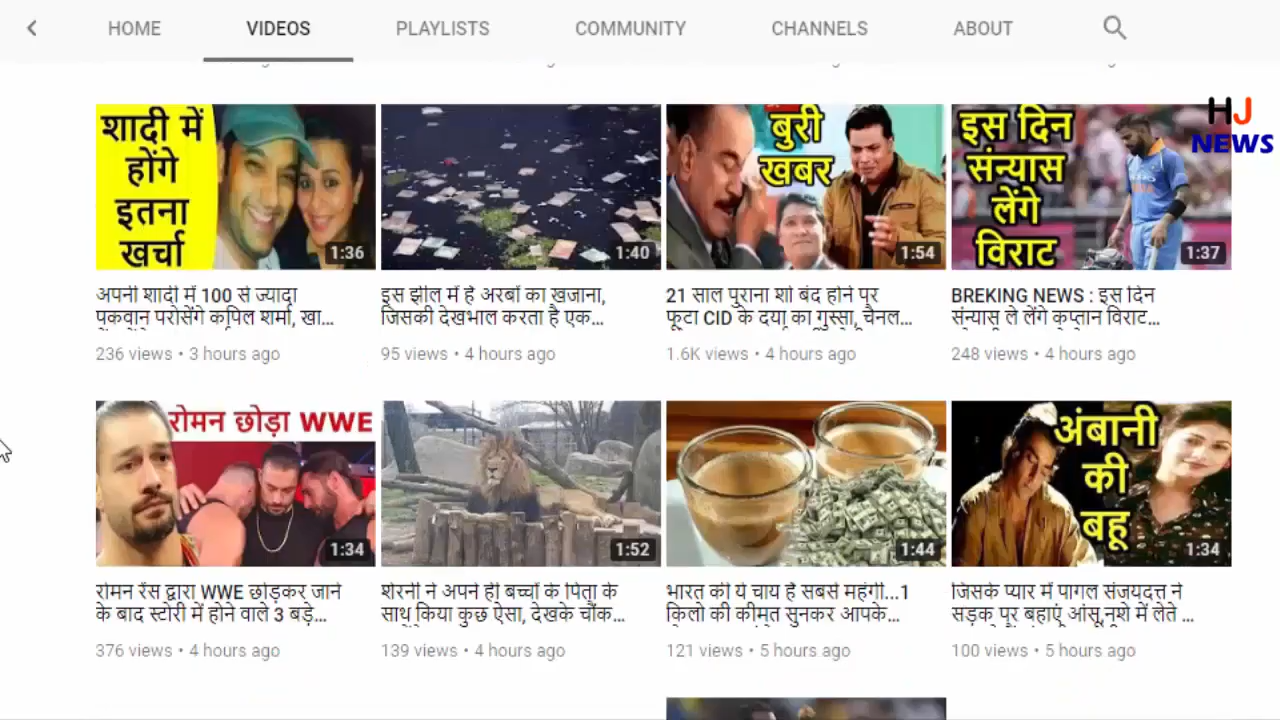 HOME VIDEOS PLAYLISTS COMMUNITY CHANNELS ABOUT
HJ
NEWS
शादी में
होंगे
इतना
खर्चा
1:36
1:40
बुरी
खबर
1:54
इस दिन
संन्यास
लेंगे
विराट
1:37
अपनी शादी में 100 से ज्यादा
पकवान परोसेंगे कपिल शर्मा, खा...
236 views • 3 hours ago
इस झील में है अरबों का खजाना,
जिसकी देखभाल करता है एक...
95 views • 4 hours ago
21 साल पुराना शो बंद होने पर
फूटा CID के दया का गुस्सा, चैनल...
1.6K views • 4 hours ago
BREKING NEWS : इस दिन
संन्यास ले लेंगे कप्तान विराट...
248 views • 4 hours ago
रोमन छोड़ा WWE
1:34
1:52
1:44
अंबानी
की
बहू
1:34
रोमन रेंस द्वारा WWE छोड़कर जाने
के बाद स्टोरी में होने वाले 3 बड़े...
376 views • 4 hours ago
शेरनी ने अपने ही बच्चों के पिता के
साथ किया कुछ ऐसा, देखके चौंक...
139 views • 4 hours ago
भारत की ये चाय है सबसे महंगी...1
किलो की कीमत सुनकर आपके...
121 views • 5 hours ago
जिसके प्यार में पागल संजयदत्त ने
सड़क पर बहाएं आंसू,नशे में लेते ...
100 views • 5 hours ago